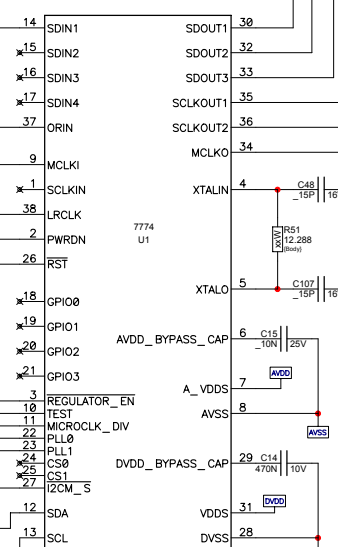 14 SDIN1 SDOUT1 30
15 SDIN2 SDOUT2 32
16 SDIN3 SDOUT3 33
17 SDIN4 SCLKOUT1 35
37 ORIN SCLKOUT2 36
MCLKO 34
9 MCLKI
1 SCLKIN XTALIN 4 C48
_15P 16
38 LRCLK
7774
U1
R51
12.288
(Body)
xxW
2 PWRDN
26 RST
18 GPIO0 XTALO 5 C107
_15P 16
19 GPIO1
20 GPIO2 AVDD_BYPASS_CAP 6 C15
_10N 25V
21 GPIO3
AVDD
A_VDDS 7
3 REGULATOR_EN
10 TEST AVSS 8
11 MICROCLK_DIV
AVSS
22 PLL0
23 PLL1
24 CS0 DVDD_BYPASS_CAP 29 C14
25 CS1 470N 10V
27 I2CM_S
DVDD
12 SDA VDDS 31
13 SCL DVSS 28